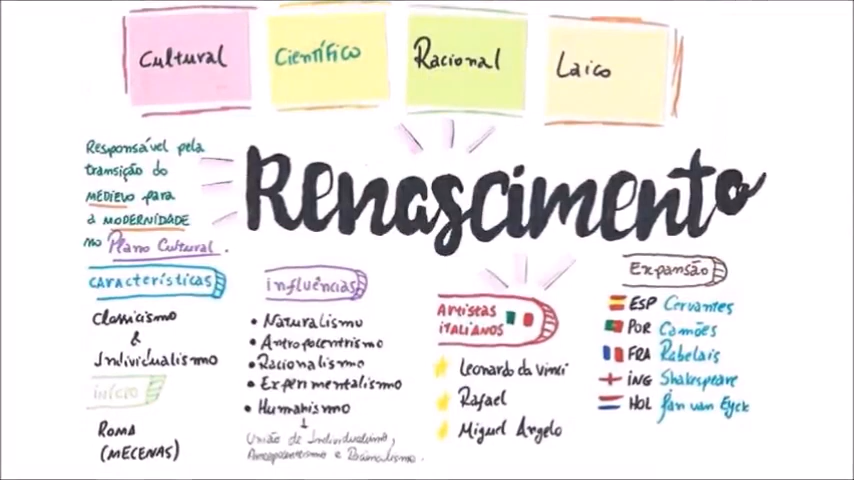 Cultural
Científico
Racional
Laico
Responsável pela
transição do
MEDIEVO para
a MODERNIDADE
no Plano Cultural.
Renascimento
Características
Classicismo
&
Individualismo
início
ROMA
(MECENAS)
influências
• Naturalismo
• Antropocentrismo
• Racionalismo
• Experimentalismo
• Humanismo
União de Individualismo,
Antropocentrismo e Racionalismo.
Artistas
ITALIANOS
Leonardo da Vinci
Rafael
Miguel Angelo
Expansão
ESP Cervantes
POR Camões
FRA Rabelais
iNG Shakespeare
HOL Jan van Eyck